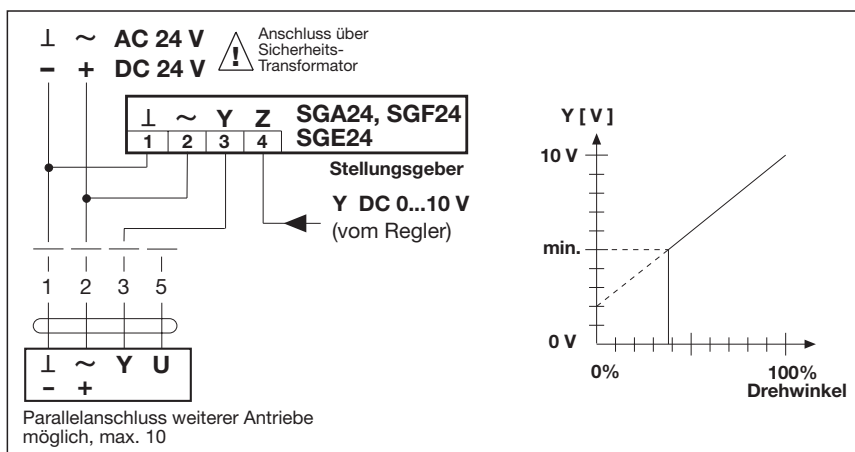 ⊥ ~ AC 24 V
– + DC 24 V
Anschluss über
Sicherheits-
Transformator
⊥ ~ Y Z SGA24, SGF24
1 2 3 4 SGE24
Stellungsgeber
Y DC 0...10 V
(vom Regler)
1 2 3 5
⊥ ~ Y U
– +
Parallelanschluss weiterer Antriebe
möglich, max. 10
Y [ V ]
10 V
min.
0 V
0% 100%
Drehwinkel